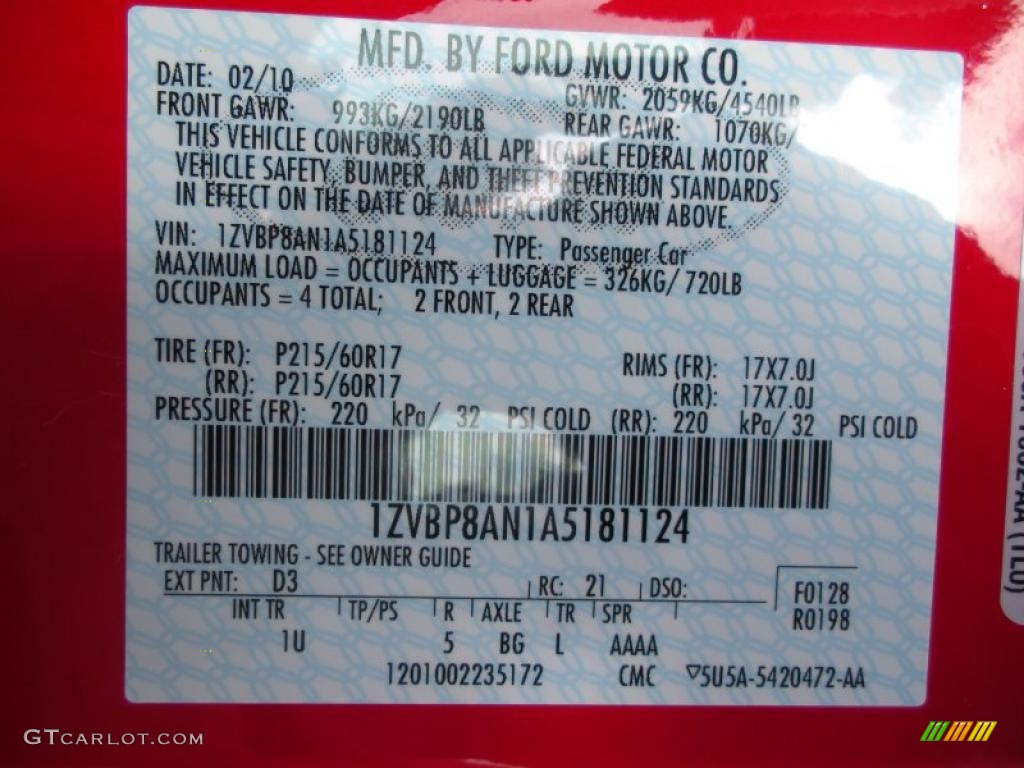 MFD. BY FORD MOTOR CO.
DATE: 02/10 GVWR: 2059KG/4540LB
FRONT GAWR: 993KG/2190LB REAR GAWR: 1070KG/
THIS VEHICLE CONFORMS TO ALL APPLICABLE FEDERAL MOTOR
VEHICLE SAFETY, BUMPER, AND THEFT PREVENTION STANDARDS
IN EFFECT ON THE DATE OF MANUFACTURE SHOWN ABOVE.
VIN: 1ZVBP8AN1A5181124 TYPE: Passenger Car
MAXIMUM LOAD = OCCUPANTS + LUGGAGE = 326KG/ 720LB
OCCUPANTS = 4 TOTAL; 2 FRONT, 2 REAR
TIRE (FR): P215/60R17 RIMS (FR): 17X7.0J
(RR): P215/60R17 (RR): 17X7.0J
PRESSURE (FR): 220 kPa/ 32 PSI COLD (RR): 220 kPa/ 32 PSI COLD
1ZVBP8AN1A5181124
TRAILER TOWING - SEE OWNER GUIDE
EXT PNT: D3 RC: 21 DSO: F0128
INT TR TP/PS R AXLE TR SPR R0198
1U 5 BG L AAAA
1201002235172 CMC ▽5U5A-5420472-AA
GTCARLOT.COM